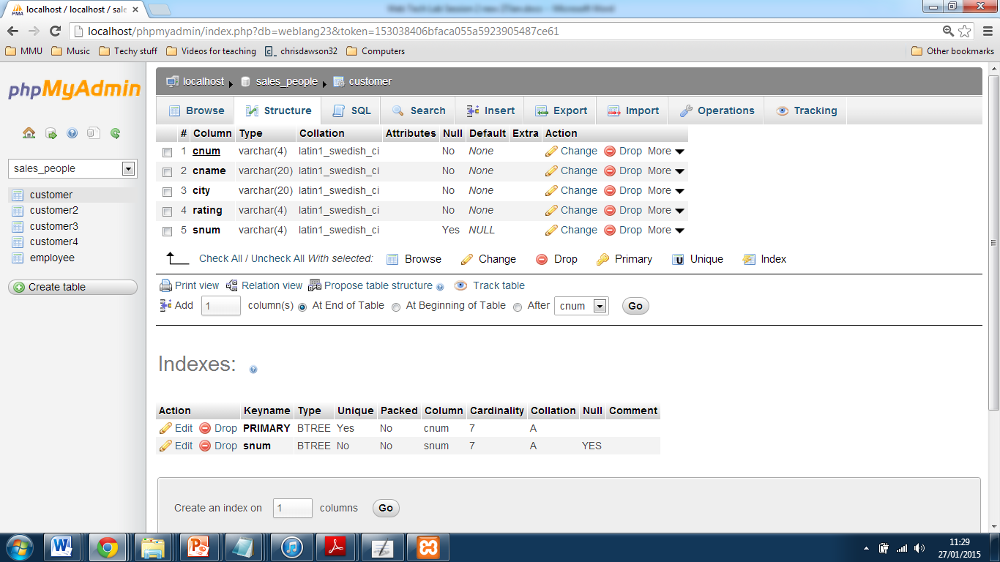 localhost / localhost / sale
Web Tech Lab Session 2 new 27Jan.docx - Microsoft Word
localhost/phpmyadmin/index.php?db=weblang23&token=153038406bfaca055a5923905487ce61
MMU Music Techy stuff Videos for teaching chrisdawson32 Computers Other bookmarks
phpMyAdmin
sales_people
customer
customer2
customer3
customer4
employee
Create table
localhost sales_people customer
Browse Structure SQL Search Insert Export Import Operations Tracking
# Column Type Collation Attributes Null Default Extra Action
1 cnum varchar(4) latin1_swedish_ci No None Change Drop More
2 cname varchar(20) latin1_swedish_ci No None Change Drop More
3 city varchar(20) latin1_swedish_ci No None Change Drop More
4 rating varchar(4) latin1_swedish_ci No None Change Drop More
5 snum varchar(4) latin1_swedish_ci Yes NULL Change Drop More
Check All / Uncheck All With selected: Browse Change Drop Primary Unique Index
Print view Relation view Propose table structure Track table
Add 1 column(s) At End of Table At Beginning of Table After cnum Go
Indexes:
Action Keyname Type Unique Packed Column Cardinality Collation Null Comment
Edit Drop PRIMARY BTREE Yes No cnum 7 A
Edit Drop snum BTREE No No snum 7 A YES
Create an index on 1 columns Go
11:29
27/01/2015